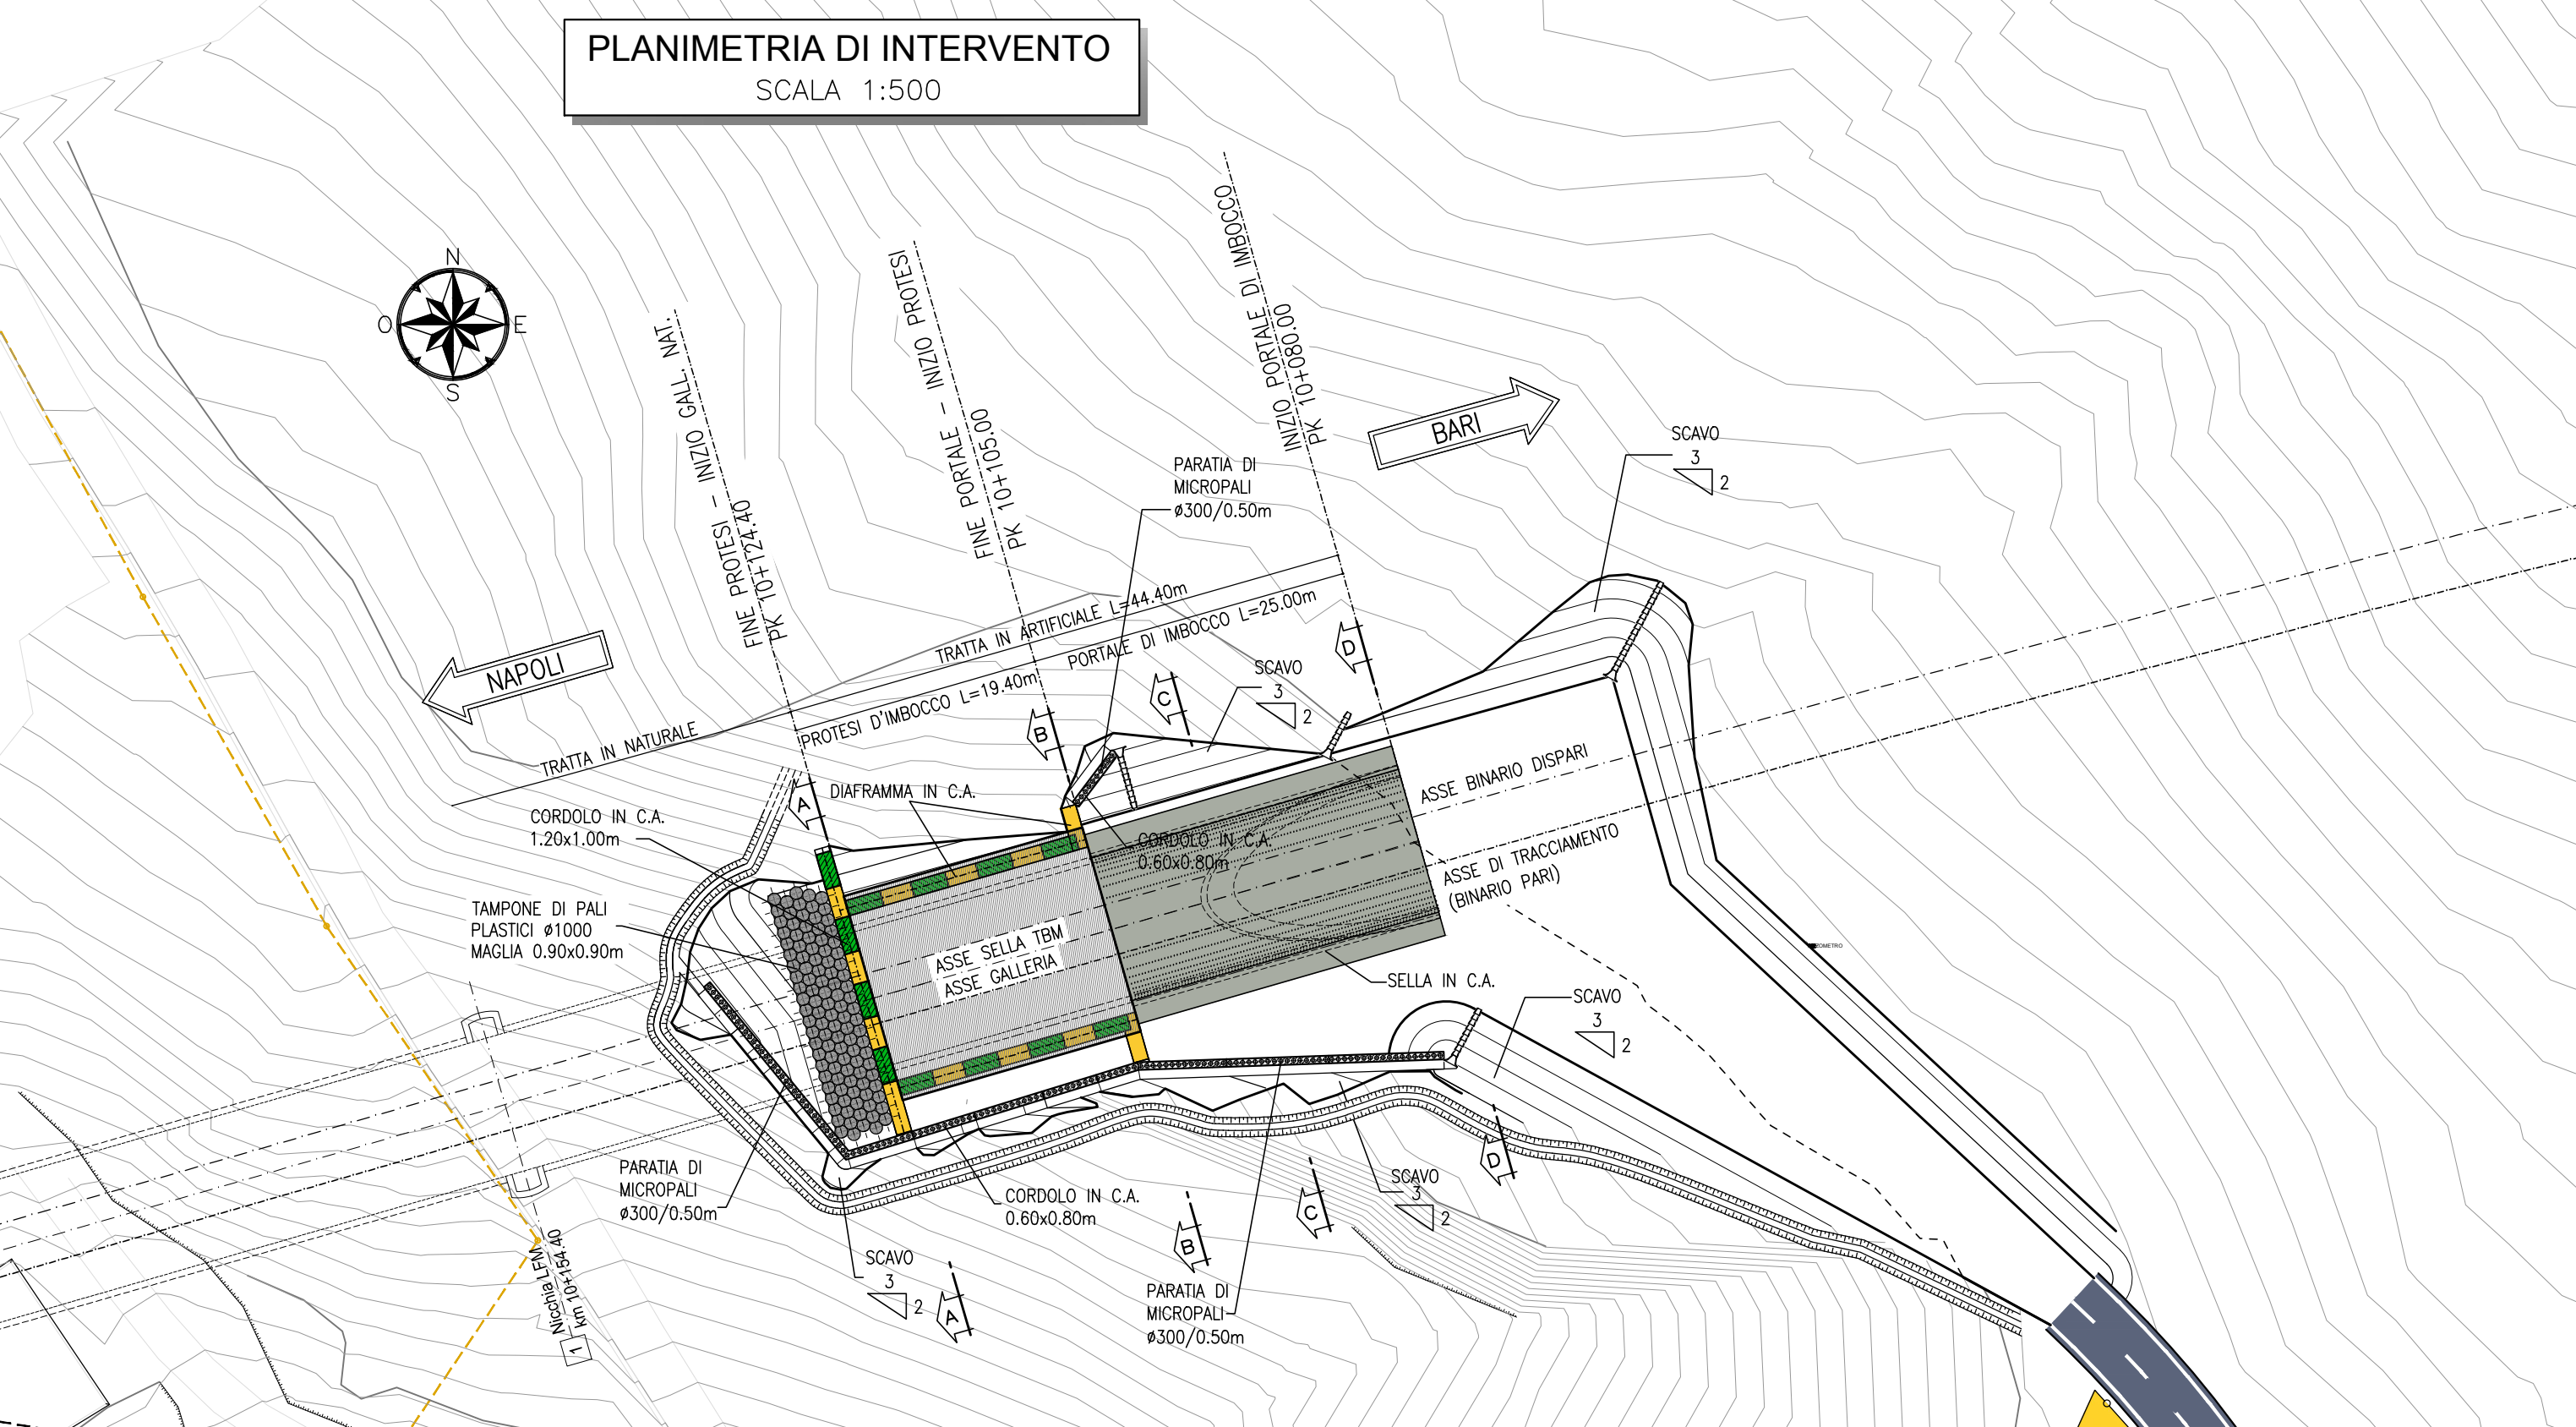 PLANIMETRIA DI INTERVENTO
SCALA 1:500
N
O
E
S
FINE PROTESI - INIZIO GALL. NAT.
PK 10+124.40
FINE PORTALE - INIZIO PROTESI
PK 10+105.00
INIZIO PORTALE DI IMBOCCO
PK 10+080.00
BARI
NAPOLI
SCAVO
3
2
PARATIA DI
MICROPALI
ø300/0.50m
TRATTA IN ARTIFICIALE L=44.40m
PORTALE DI IMBOCCO L=25.00m
PROTESI D'IMBOCCO L=19.40m
TRATTA IN NATURALE
D
C
B
A
SCAVO
3
2
DIAFRAMMA IN C.A.
CORDOLO IN C.A.
1.20x1.00m
CORDOLO IN C.A.
0.60x0.80m
ASSE BINARIO DISPARI
ASSE DI TRACCIAMENTO
(BINARIO PARI)
TAMPONE DI PALI
PLASTICI ø1000
MAGLIA 0.90x0.90m
ASSE SELLA TBM
ASSE GALLERIA
SELLA IN C.A.
SCAVO
3
2
PARATIA DI
MICROPALI
ø300/0.50m
CORDOLO IN C.A.
0.60x0.80m
SCAVO
3
2
D
C
B
A
SCAVO
3
2
PARATIA DI
MICROPALI
ø300/0.50m
Nicchia LFM
km 10+154.40
1